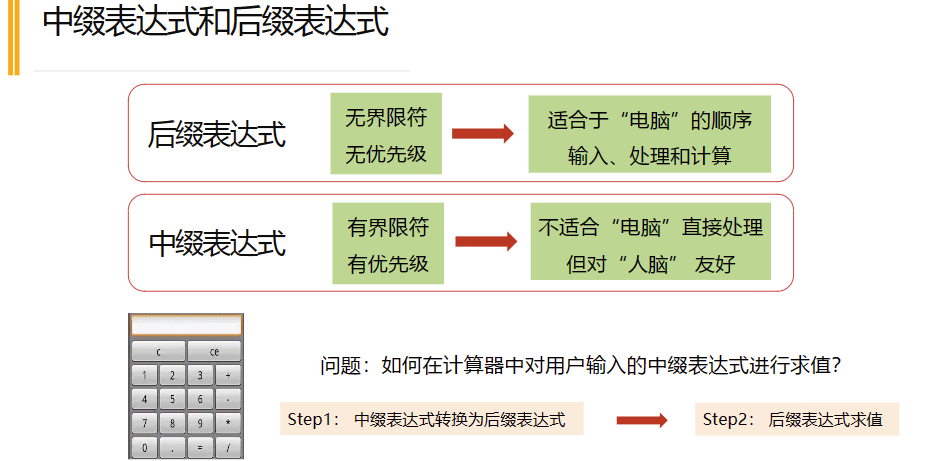 中缀表达式和后缀表达式
后缀表达式
无界限符
无优先级
适合于“电脑”的顺序
输入、处理和计算
中缀表达式
有界限符
有优先级
不适合“电脑”直接处理
但对“人脑” 友好
c ce
1 2 3 +
4 5 6 -
7 8 9 *
0 . = /
问题：如何在计算器中对用户输入的中缀表达式进行求值？
Step1： 中缀表达式转换为后缀表达式
Step2： 后缀表达式求值